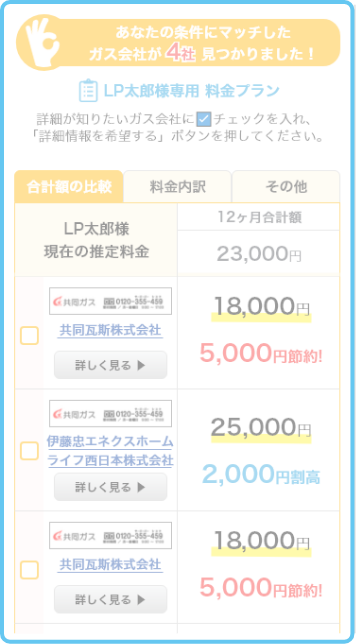 あなたの条件にマッチした
ガス会社が4社見つかりました！
LP太郎様専用 料金プラン
詳細が知りたいガス会社に☑チェックを入れ、
「詳細情報を希望する」ボタンを押してください。
合計額の比較 料金内訳 その他
LP太郎様
現在の推定料金
12ヶ月合計額
23,000円
共同ガス 0120-355-459
共同瓦斯株式会社
詳しく見る ▶
18,000円
5,000円節約!
共同ガス 0120-355-459
伊藤忠エネクスホーム
ライフ西日本株式会社
詳しく見る ▶
25,000円
2,000円割高
共同ガス 0120-355-459
共同瓦斯株式会社
詳しく見る ▶
18,000円
5,000円節約!